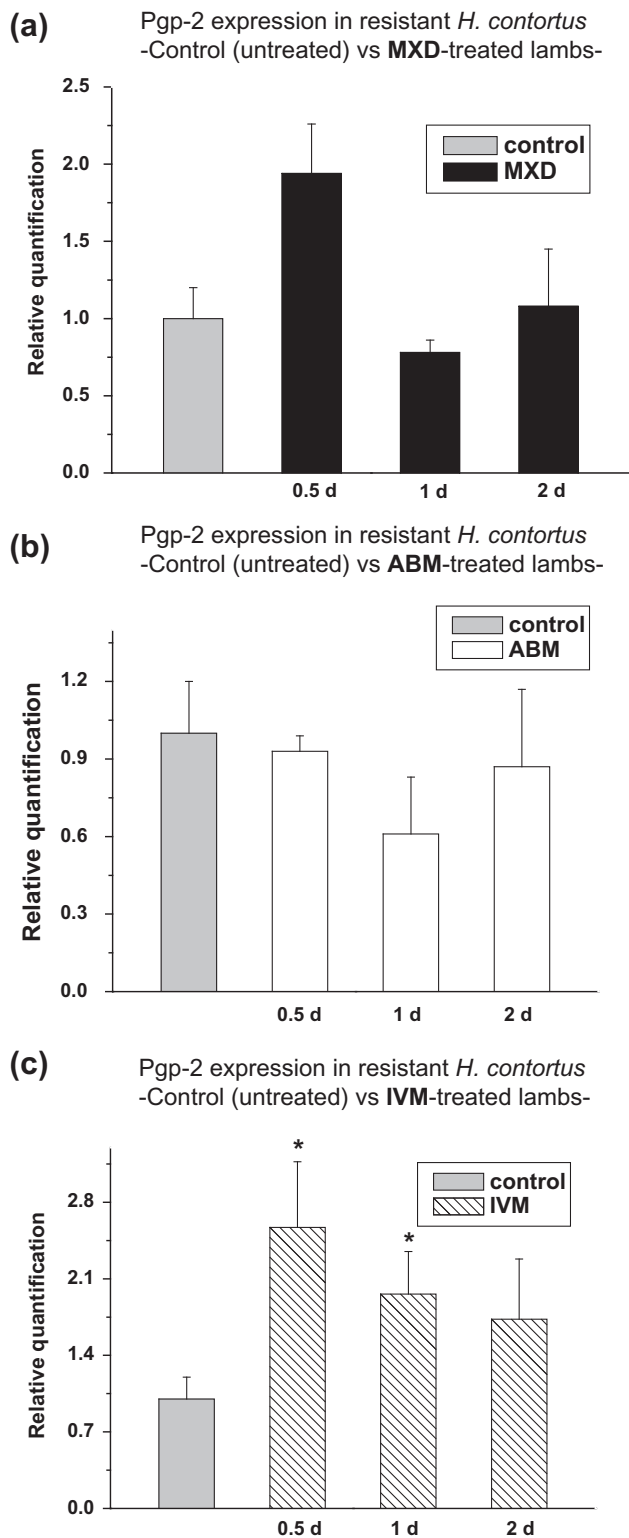 (a)
Pgp-2 expression in resistant H. contortus
-Control (untreated) vs MXD-treated lambs-
2.5
2.0
1.5
1.0
0.5
0.0
Relative quantification
control
MXD
0.5 d
1 d
2 d
(b)
Pgp-2 expression in resistant H. contortus
-Control (untreated) vs ABM-treated lambs-
1.2
0.9
0.6
0.3
0.0
Relative quantification
control
ABM
0.5 d
1 d
2 d
(c)
Pgp-2 expression in resistant H. contortus
-Control (untreated) vs IVM-treated lambs-
2.8
2.1
1.4
0.7
0.0
Relative quantification
control
IVM
*
*
0.5 d
1 d
2 d